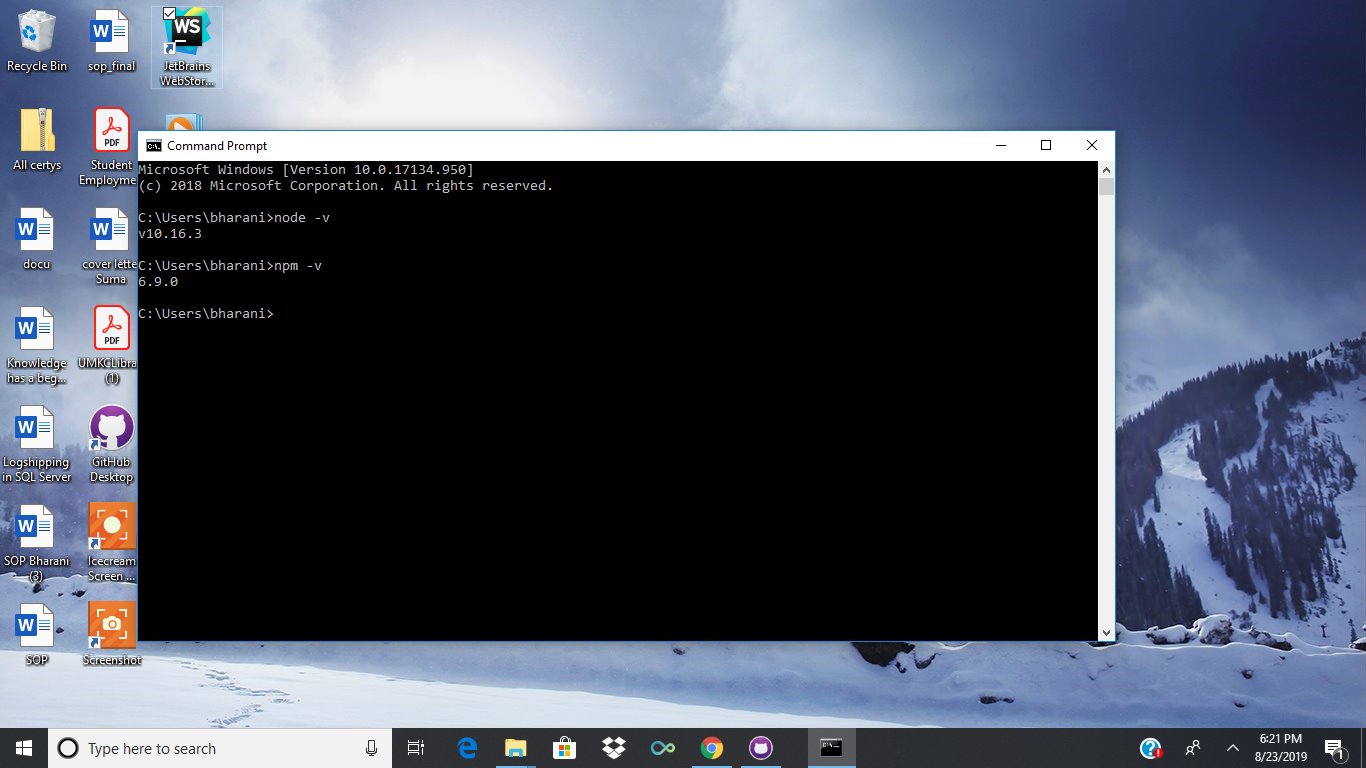 Recycle Bin
sop_final
WS
JetBrains
WebStor...
All certys
PDF
Student
Employme
docu
cover lette
Suma
Knowledge
has a beg...
PDF
UMKCLibra
(1)
Logshipping
in SQL Server
GitHub
Desktop
SOP Bharani
(3)
Icecream
Screen ...
SOP
Screenshot
Command Prompt
Microsoft Windows [Version 10.0.17134.950]
(c) 2018 Microsoft Corporation. All rights reserved.
C:\Users\bharani>node -v
v10.16.3
C:\Users\bharani>npm -v
6.9.0
C:\Users\bharani>
Type here to search
6:21 PM
8/23/2019
1